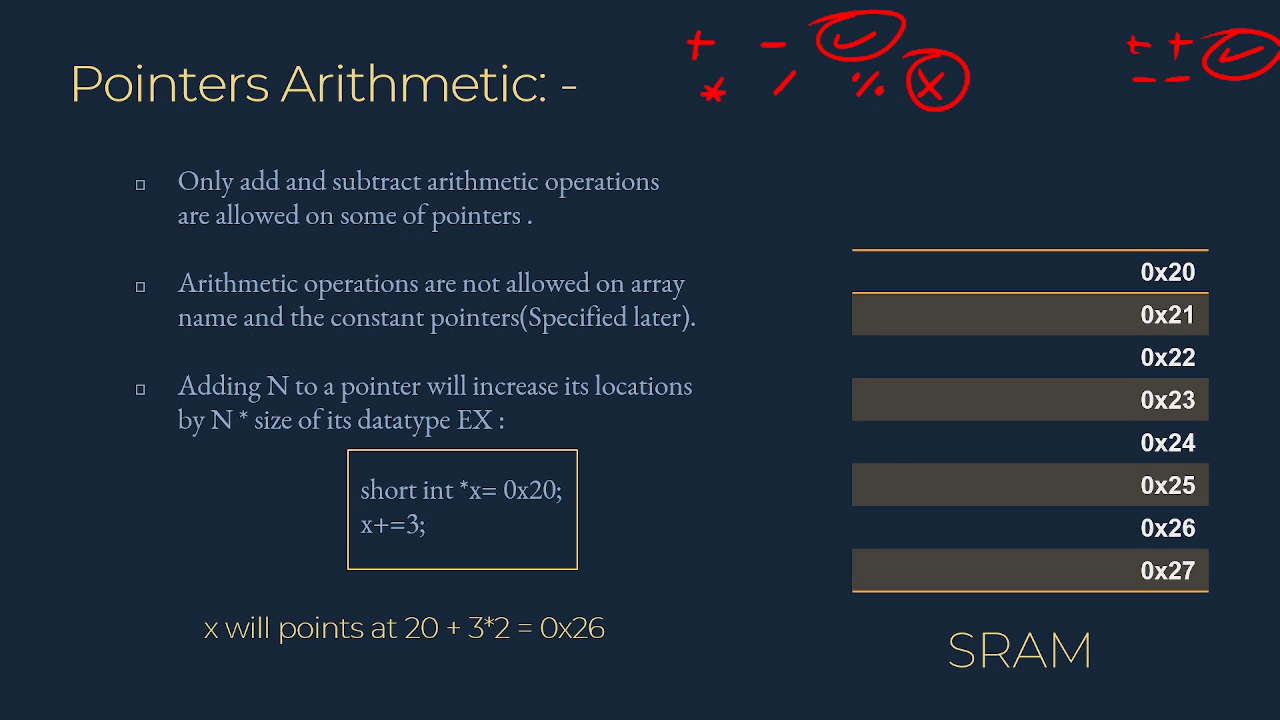 + - ✓
* / % X
++ ✓
--
Pointers Arithmetic: -
Only add and subtract arithmetic operations
are allowed on some of pointers .
Arithmetic operations are not allowed on array
name and the constant pointers(Specified later).
Adding N to a pointer will increase its locations
by N * size of its datatype EX :
short int *x= 0x20;
x+=3;
x will points at 20 + 3*2 = 0x26
0x20
0x21
0x22
0x23
0x24
0x25
0x26
0x27
SRAM